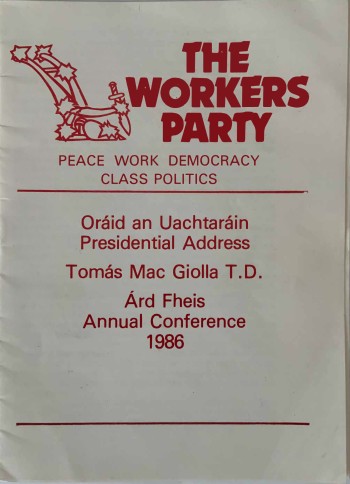 THE
WORKERS
PARTY
PEACE WORK DEMOCRACY
CLASS POLITICS
Oráid an Uachtaráin
Presidential Address
Tomás Mac Giolla T.D.
Árd Fheis
Annual Conference
1986